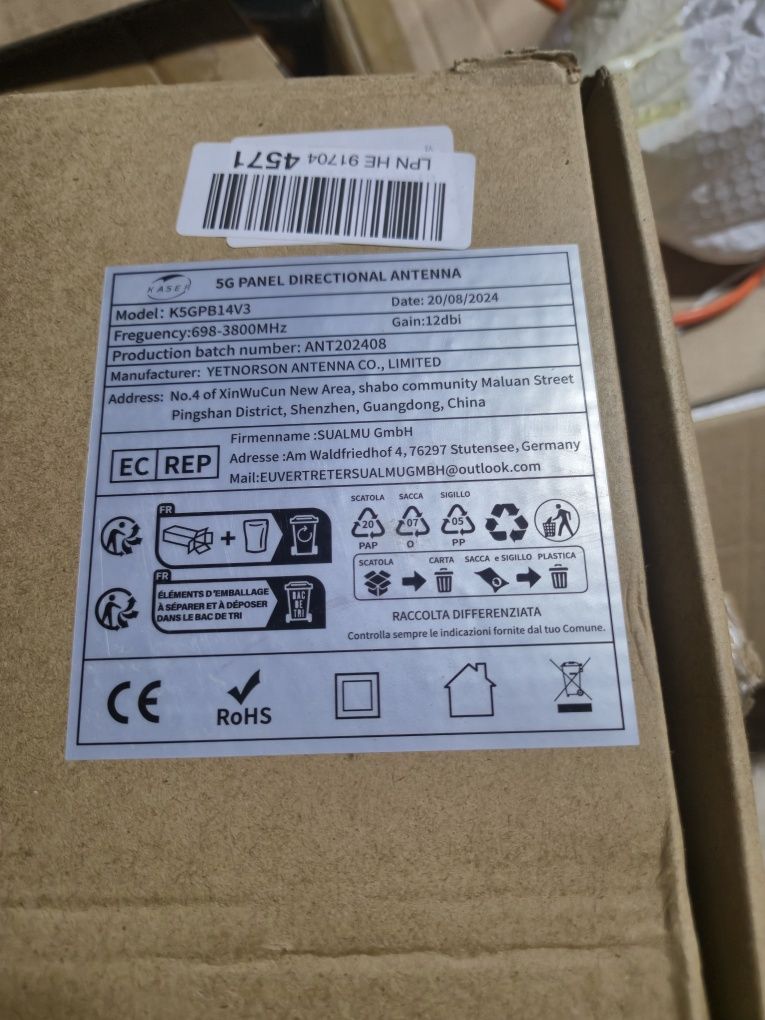 LPN HE 91704 4571
V1
KASER
5G PANEL DIRECTIONAL ANTENNA
Model: K5GPB14V3
Date: 20/08/2024
Freguency:698-3800MHz
Gain:12dbi
Production batch number: ANT202408
Manufacturer: YETNORSON ANTENNA CO., LIMITED
Address: No.4 of XinWuCun New Area, shabo community Maluan Street
Pingshan District, Shenzhen, Guangdong, China
EC REP
Firmenname :SUALMU GmbH
Adresse :Am Waldfriedhof 4, 76297 Stutensee, Germany
Mail:EUVERTRETERSUALMUGMBH@outlook.com
FR
+
SCATOLA SACCA SIGILLO
20 07 05
PAP O PP
SCATOLA CARTA SACCA e SIGILLO PLASTICA
FR
ÉLÉMENTS D'EMBALLAGE
À SÉPARER ET À DÉPOSER
DANS LE BAC DE TRI
BAC
DE
TRI
RACCOLTA DIFFERENZIATA
Controlla sempre le indicazioni fornite dal tuo Comune.
CE
RoHS